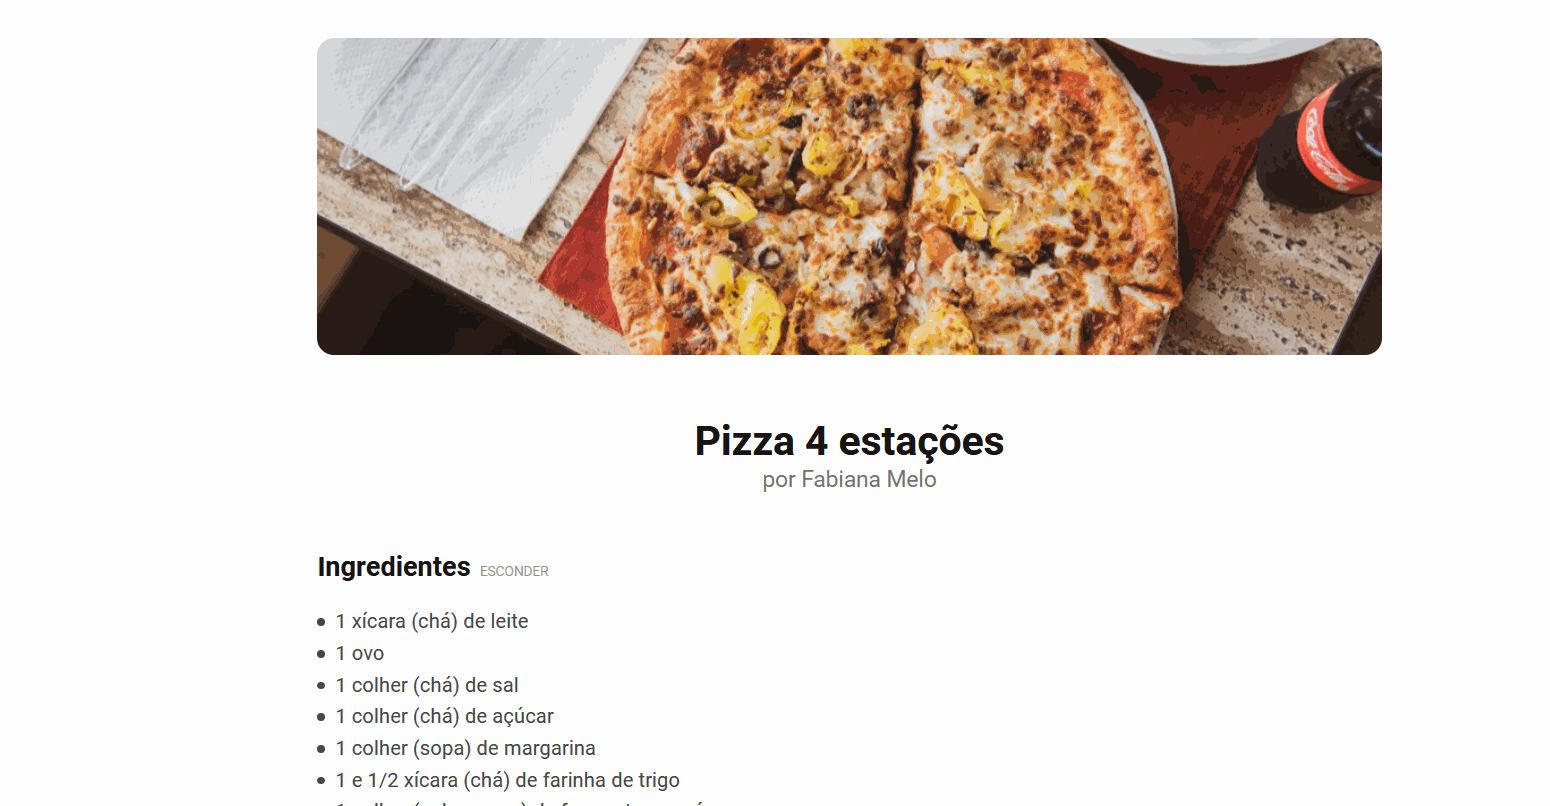 Coca-Cola
Pizza 4 estações
por Fabiana Melo
Ingredientes ESCONDER
1 xícara (chá) de leite
1 ovo
1 colher (chá) de sal
1 colher (chá) de açúcar
1 colher (sopa) de margarina
1 e 1/2 xícara (chá) de farinha de trigo